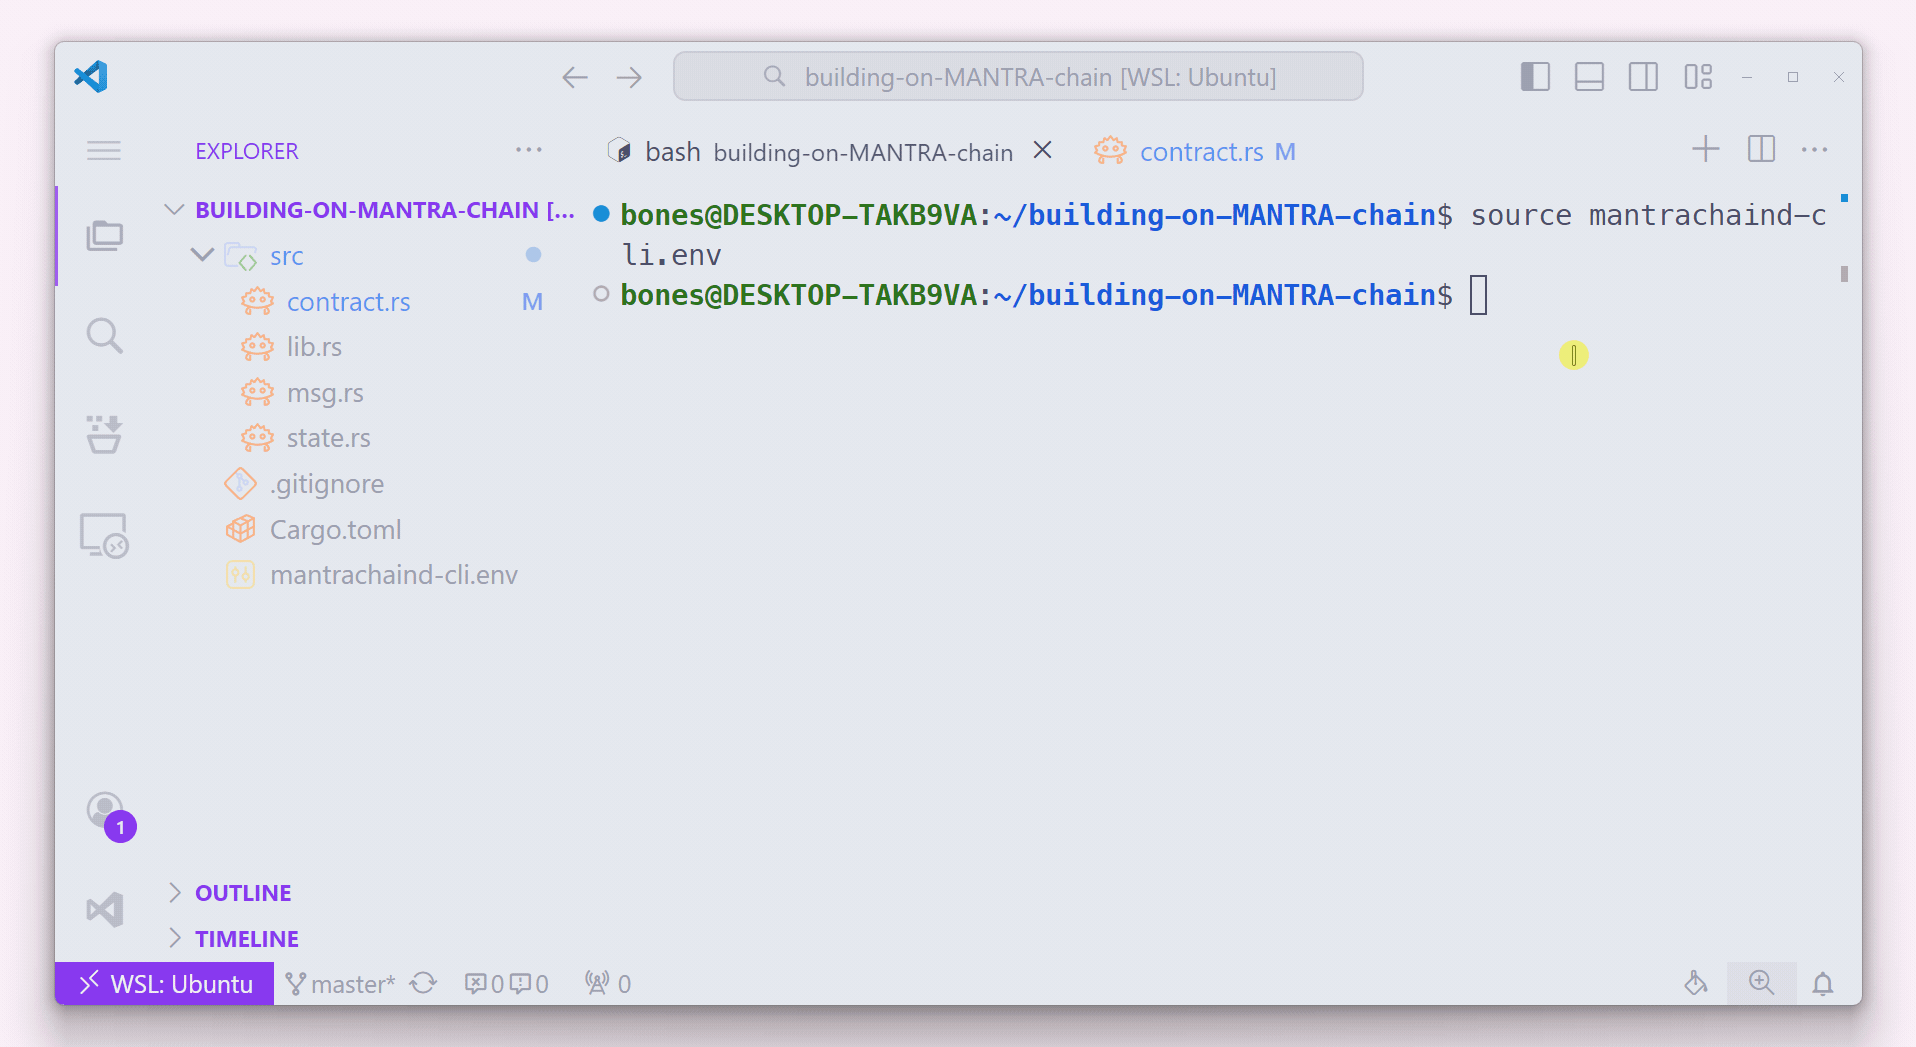 building-on-MANTRA-chain [WSL: Ubuntu]
EXPLORER
bash building-on-MANTRA-chain
contract.rs M
BUILDING-ON-MANTRA-CHAIN [...
src
contract.rs M
lib.rs
msg.rs
state.rs
.gitignore
Cargo.toml
mantrachaind-cli.env
bones@DESKTOP-TAKB9VA:~/building-on-MANTRA-chain$ source mantrachaind-c
li.env
bones@DESKTOP-TAKB9VA:~/building-on-MANTRA-chain$
1
OUTLINE
TIMELINE
WSL: Ubuntu master* 0 0 0